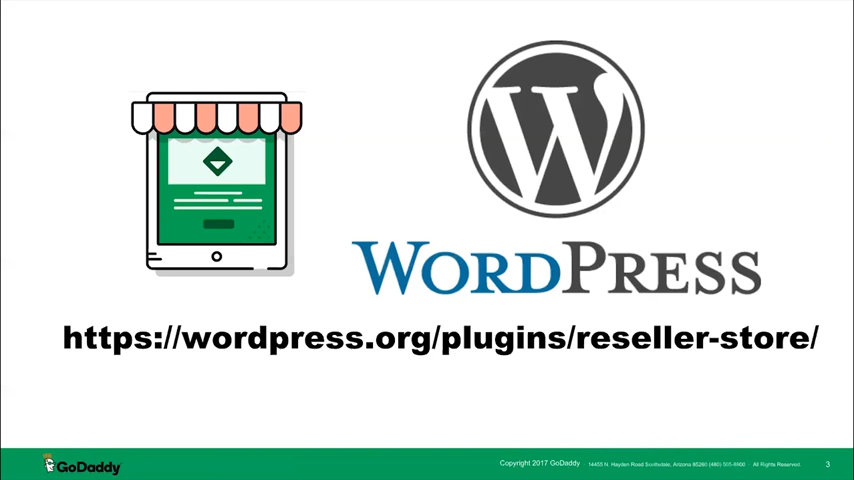 WORDPRESS
https://wordpress.org/plugins/reseller-store/
GoDaddy
Copyright 2017 GoDaddy · 14455 N. Hayden Road Scottsdale, Arizona 85260 (480) 505-8800 · All Rights Reserved.
3